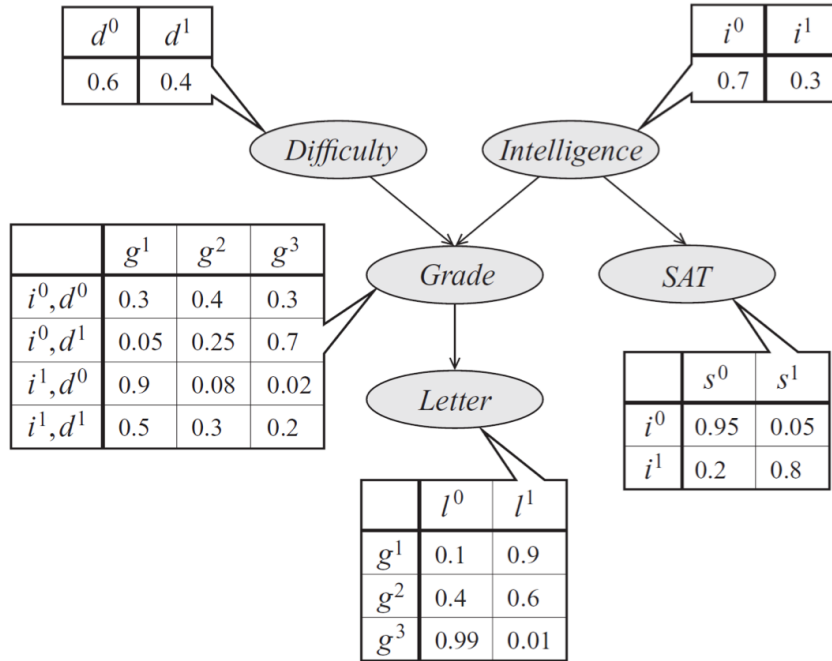 d⁰ d¹
0.6 0.4
i⁰ i¹
0.7 0.3
Difficulty
Intelligence
g¹ g² g³
i⁰,d⁰ 0.3 0.4 0.3
i⁰,d¹ 0.05 0.25 0.7
i¹,d⁰ 0.9 0.08 0.02
i¹,d¹ 0.5 0.3 0.2
Grade
SAT
Letter
s⁰ s¹
i⁰ 0.95 0.05
i¹ 0.2 0.8
l⁰ l¹
g¹ 0.1 0.9
g² 0.4 0.6
g³ 0.99 0.01